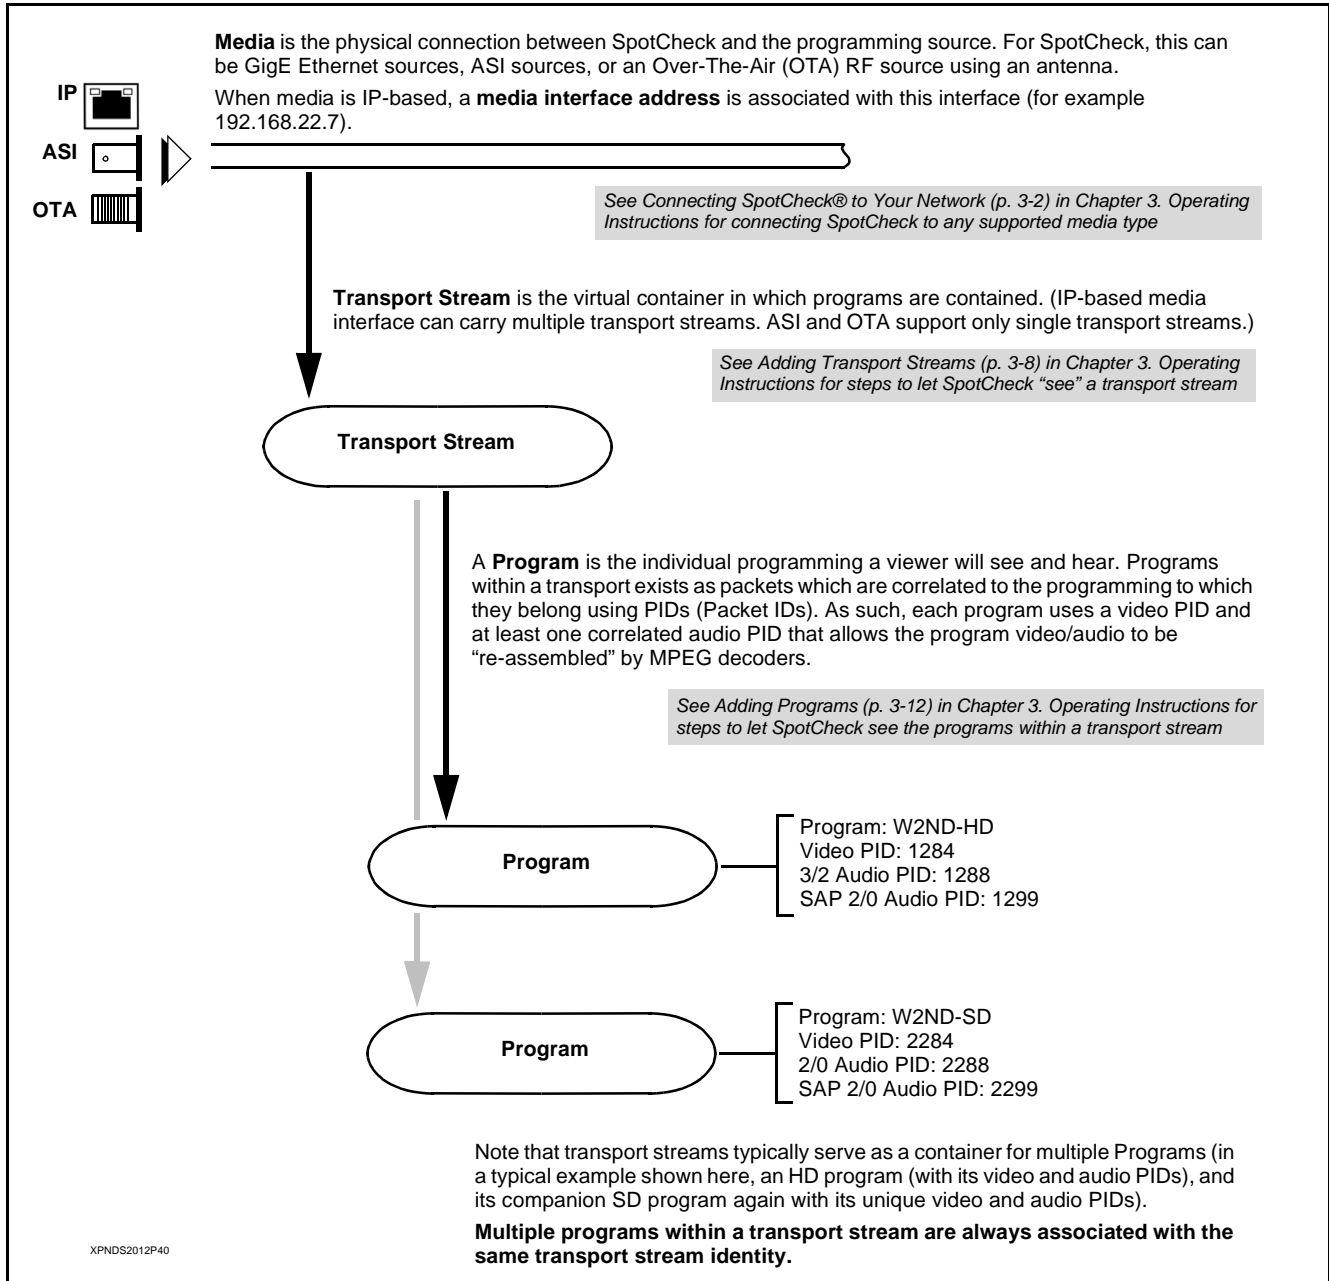 Media is the physical connection between SpotCheck and the programming source. For SpotCheck, this can
be GigE Ethernet sources, ASI sources, or an Over-The-Air (OTA) RF source using an antenna.
When media is IP-based, a media interface address is associated with this interface (for example
192.168.22.7).
IP
ASI
OTA
See Connecting SpotCheck® to Your Network (p. 3-2) in Chapter 3. Operating
Instructions for connecting SpotCheck to any supported media type
Transport Stream is the virtual container in which programs are contained. (IP-based media
interface can carry multiple transport streams. ASI and OTA support only single transport streams.)
See Adding Transport Streams (p. 3-8) in Chapter 3. Operating
Instructions for steps to let SpotCheck “see” a transport stream
Transport Stream
A Program is the individual programming a viewer will see and hear. Programs
within a transport exists as packets which are correlated to the programming to which
they belong using PIDs (Packet IDs). As such, each program uses a video PID and
at least one correlated audio PID that allows the program video/audio to be
“re-assembled” by MPEG decoders.
See Adding Programs (p. 3-12) in Chapter 3. Operating Instructions for
steps to let SpotCheck see the programs within a transport stream
Program
Program: W2ND-HD
Video PID: 1284
3/2 Audio PID: 1288
SAP 2/0 Audio PID: 1299
Program
Program: W2ND-SD
Video PID: 2284
2/0 Audio PID: 2288
SAP 2/0 Audio PID: 2299
Note that transport streams typically serve as a container for multiple Programs (in
a typical example shown here, an HD program (with its video and audio PIDs), and
its companion SD program again with its unique video and audio PIDs).
Multiple programs within a transport stream are always associated with the
same transport stream identity.
XPNDS2012P40